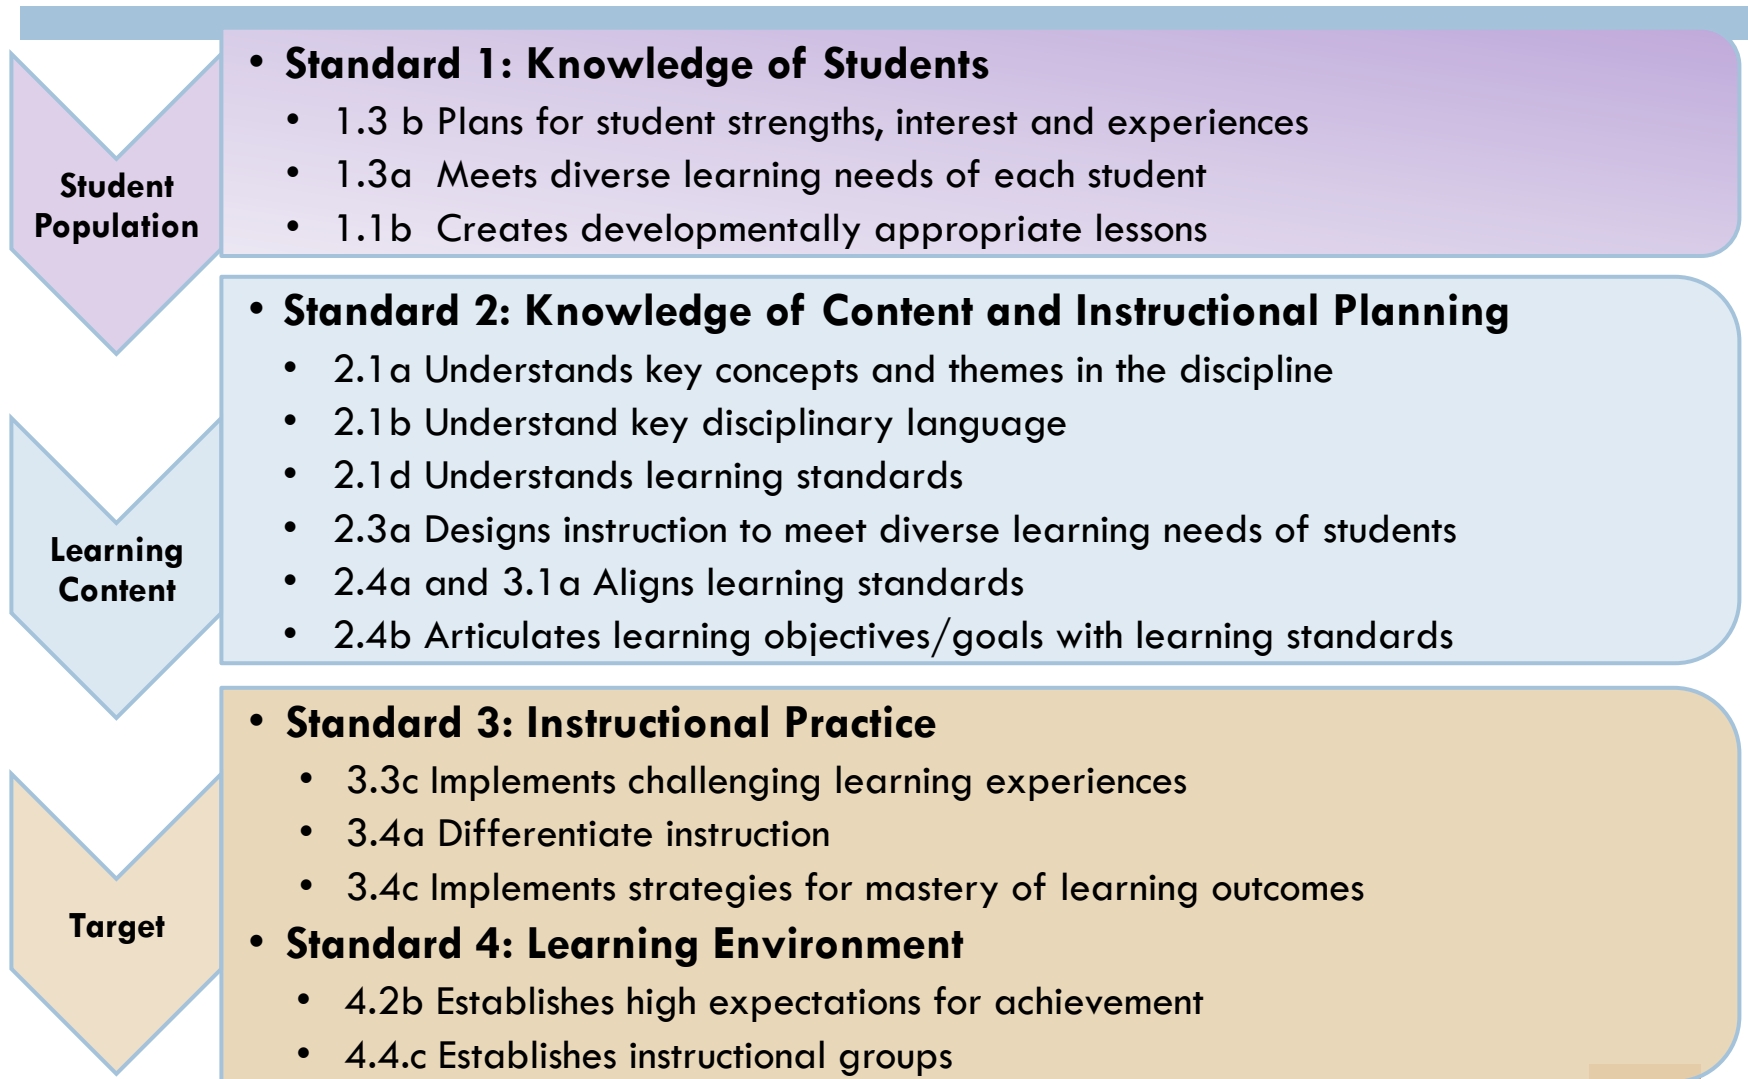 Student
Population
• Standard 1: Knowledge of Students
• 1.3 b Plans for student strengths, interest and experiences
• 1.3a Meets diverse learning needs of each student
• 1.1b Creates developmentally appropriate lessons
Learning
Content
• Standard 2: Knowledge of Content and Instructional Planning
• 2.1a Understands key concepts and themes in the discipline
• 2.1b Understand key disciplinary language
• 2.1d Understands learning standards
• 2.3a Designs instruction to meet diverse learning needs of students
• 2.4a and 3.1a Aligns learning standards
• 2.4b Articulates learning objectives/goals with learning standards
Target
• Standard 3: Instructional Practice
• 3.3c Implements challenging learning experiences
• 3.4a Differentiate instruction
• 3.4c Implements strategies for mastery of learning outcomes
• Standard 4: Learning Environment
• 4.2b Establishes high expectations for achievement
• 4.4.c Establishes instructional groups